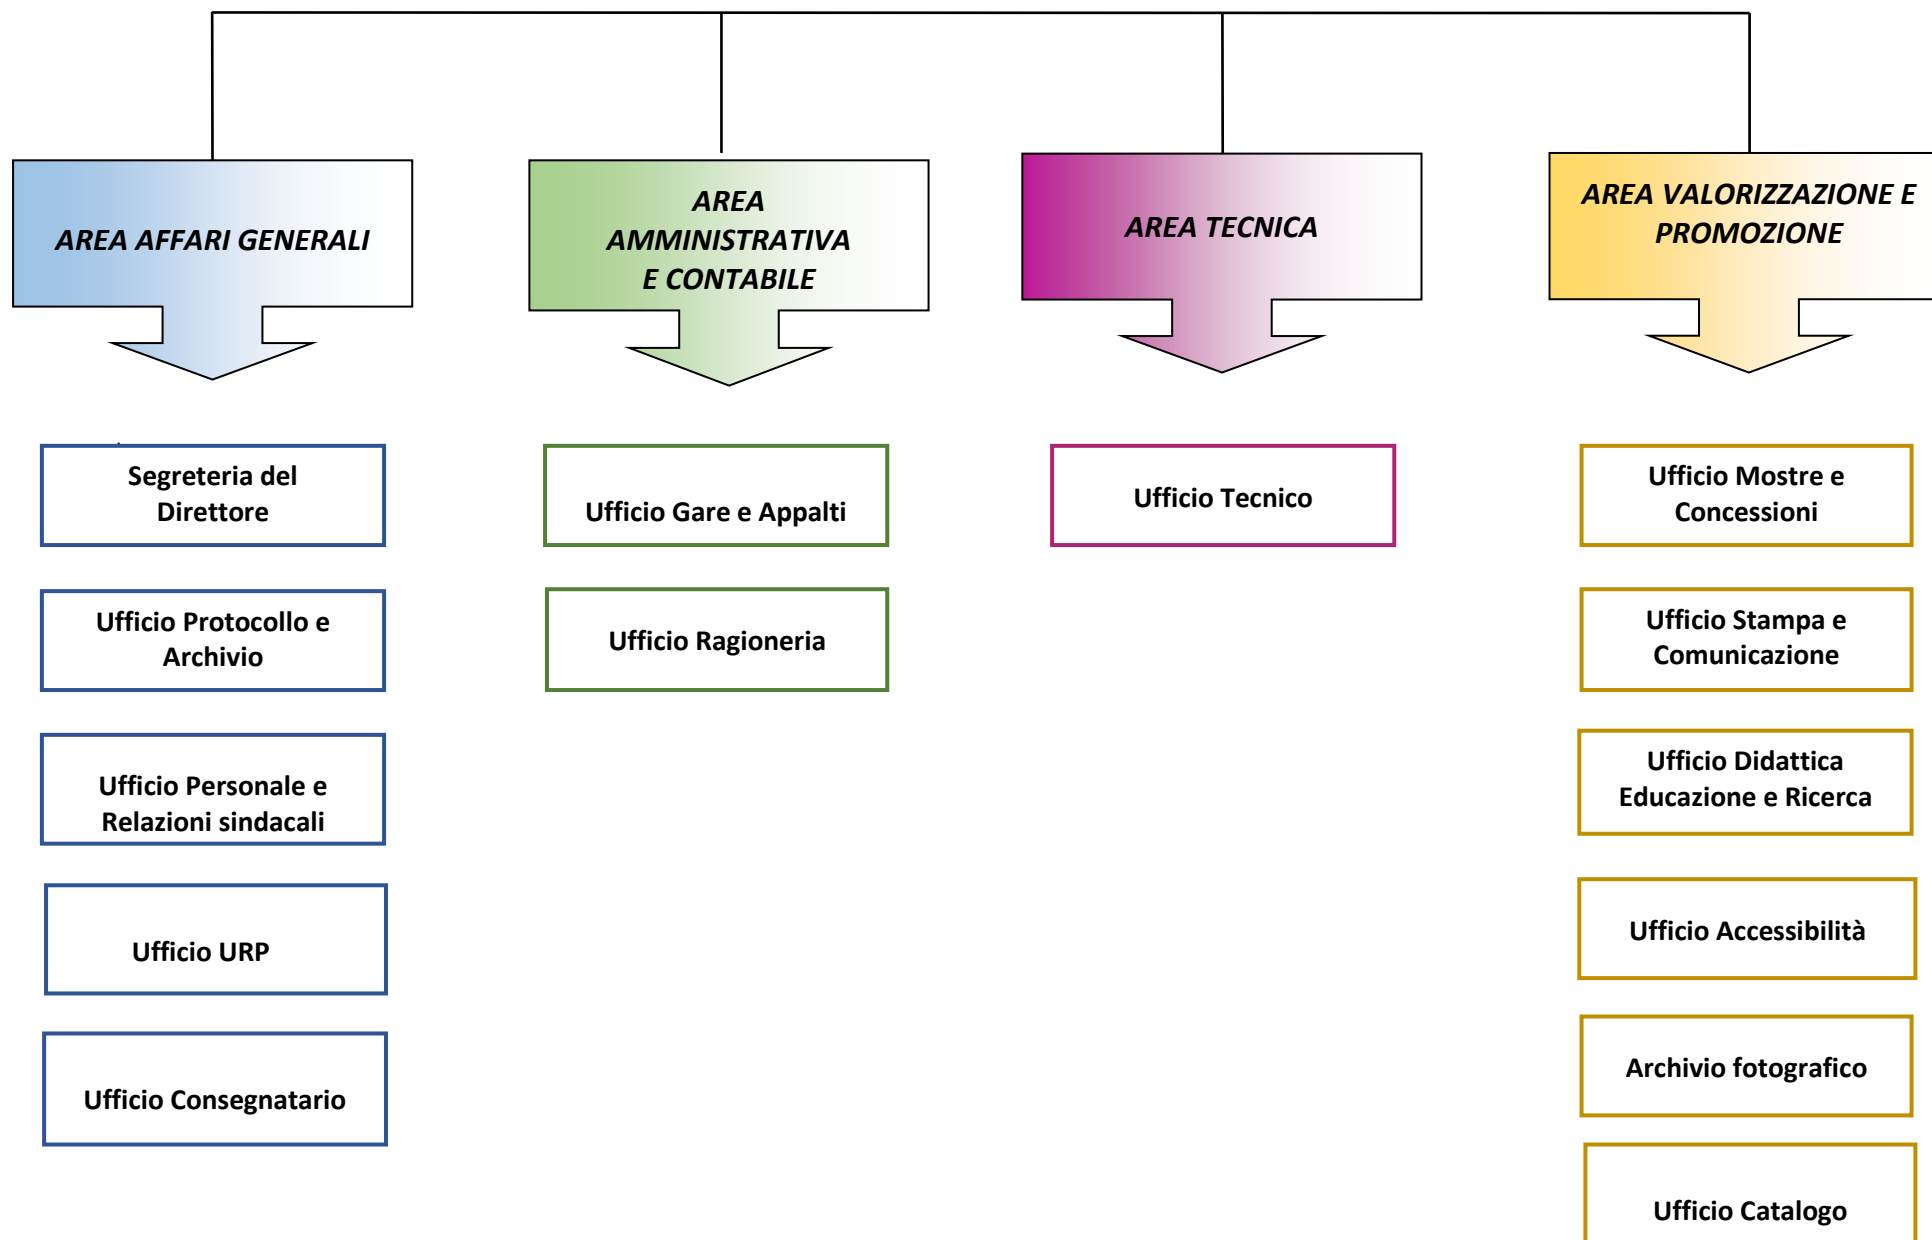 AREA AFFARI GENERALI
Segreteria del
Direttore
Ufficio Protocollo e
Archivio
Ufficio Personale e
Relazioni sindacali
Ufficio URP
Ufficio Consegnatario
AREA
AMMINISTRATIVA
E CONTABILE
Ufficio Gare e Appalti
Ufficio Ragioneria
AREA TECNICA
Ufficio Tecnico
AREA VALORIZZAZIONE E
PROMOZIONE
Ufficio Mostre e
Concessioni
Ufficio Stampa e
Comunicazione
Ufficio Didattica
Educazione e Ricerca
Ufficio Accessibilità
Archivio fotografico
Ufficio Catalogo